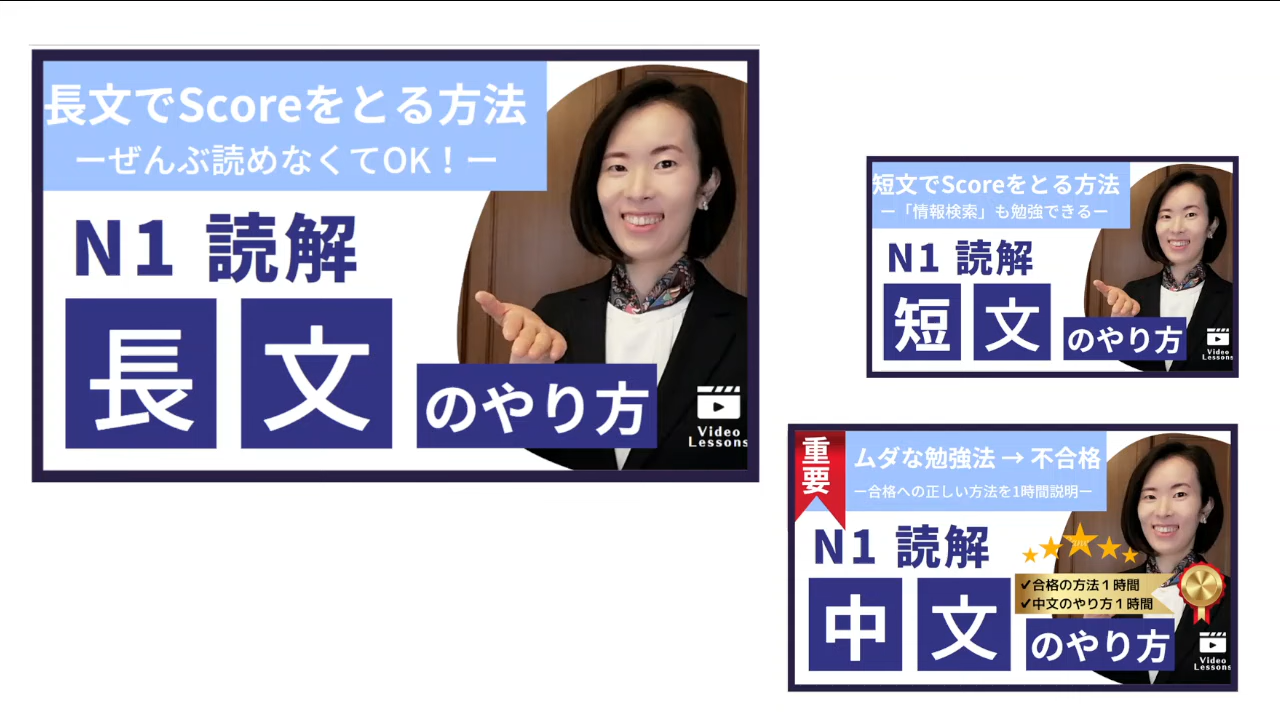 長文でScoreをとる方法
ーぜんぶ読めなくてOK！ー
N1 読解
長文のやり方
Video
Lessons
短文でScoreをとる方法
ー「情報検索」も勉強できるー
N1 読解
短文のやり方
Video
Lessons
重要
ムダな勉強法→不合格
ー合格への正しい方法を1時間説明ー
N1 読解
✓合格の方法１時間
✓中文のやり方１時間
中文のやり方
Video
Lessons